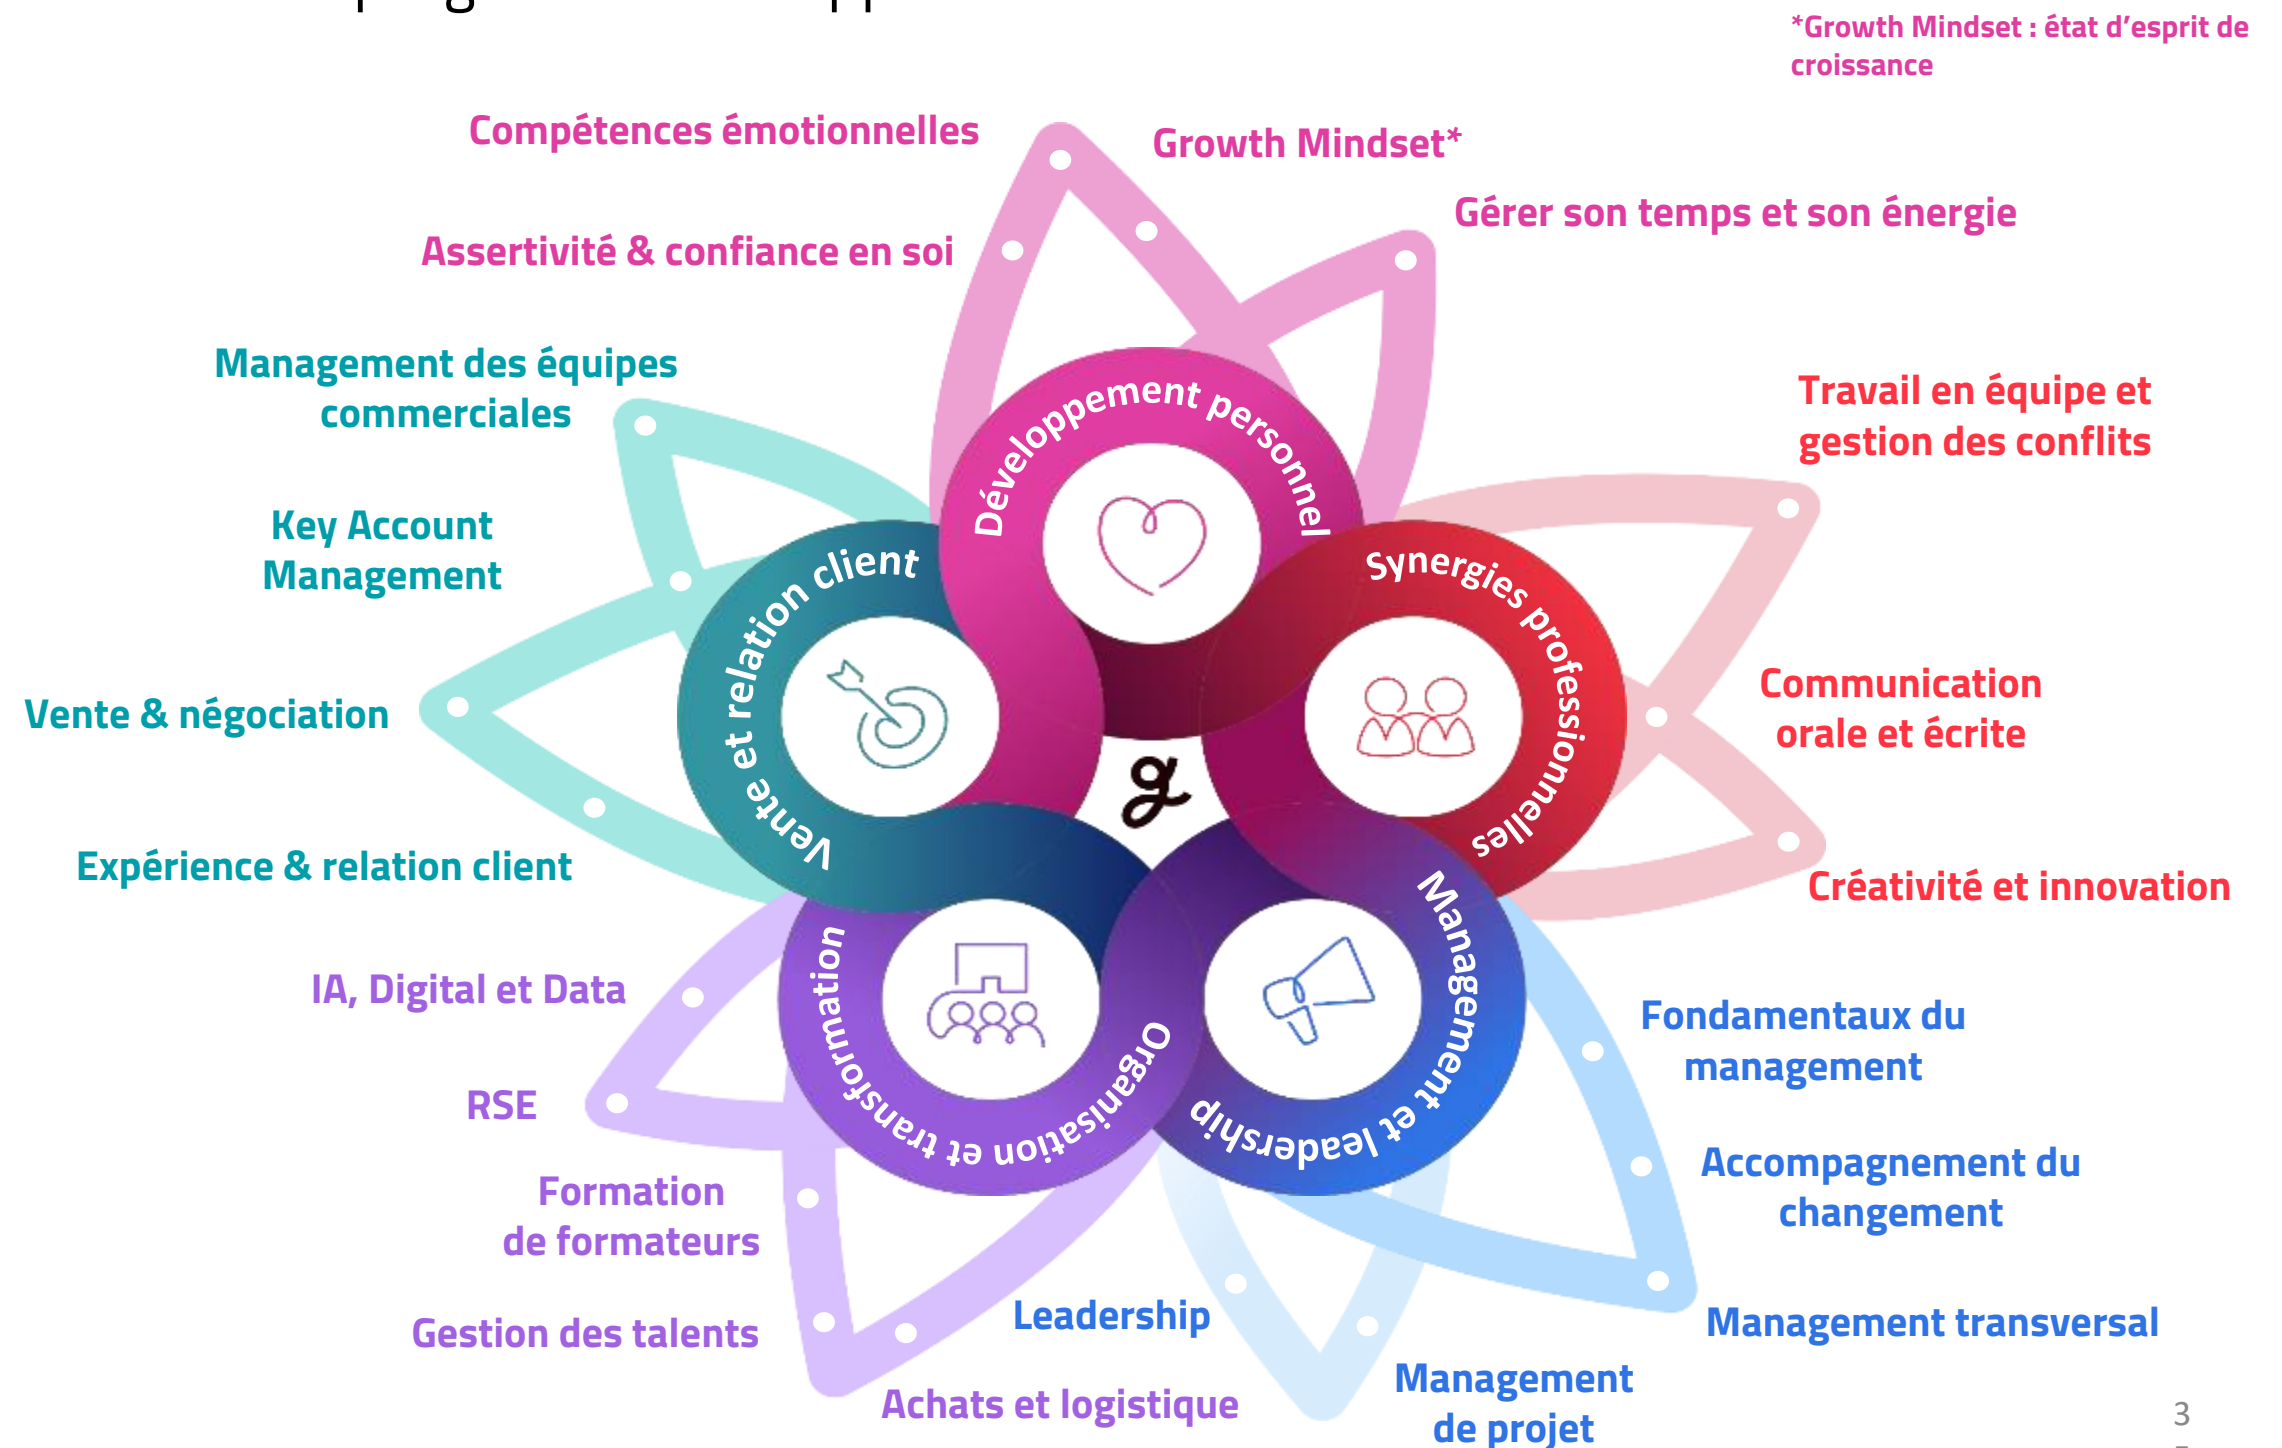 *Growth Mindset : état d'esprit de
croissance
Compétences émotionnelles
Growth Mindset*
Gérer son temps et son énergie
Assertivité & confiance en soi
Management des équipes
commerciales
Travail en équipe et
gestion des conflits
Key Account
Management
Développement personnel
Vente et relation client
Synergies professionnelles
Vente & négociation
Communication
orale et écrite
g
Expérience & relation client
Créativité et innovation
Organisation et transformation
Management et leadership
IA, Digital et Data
Fondamentaux du
management
RSE
Accompagnement du
changement
Formation
de formateurs
Leadership
Management transversal
Gestion des talents
Management
de projet
Achats et logistique
3